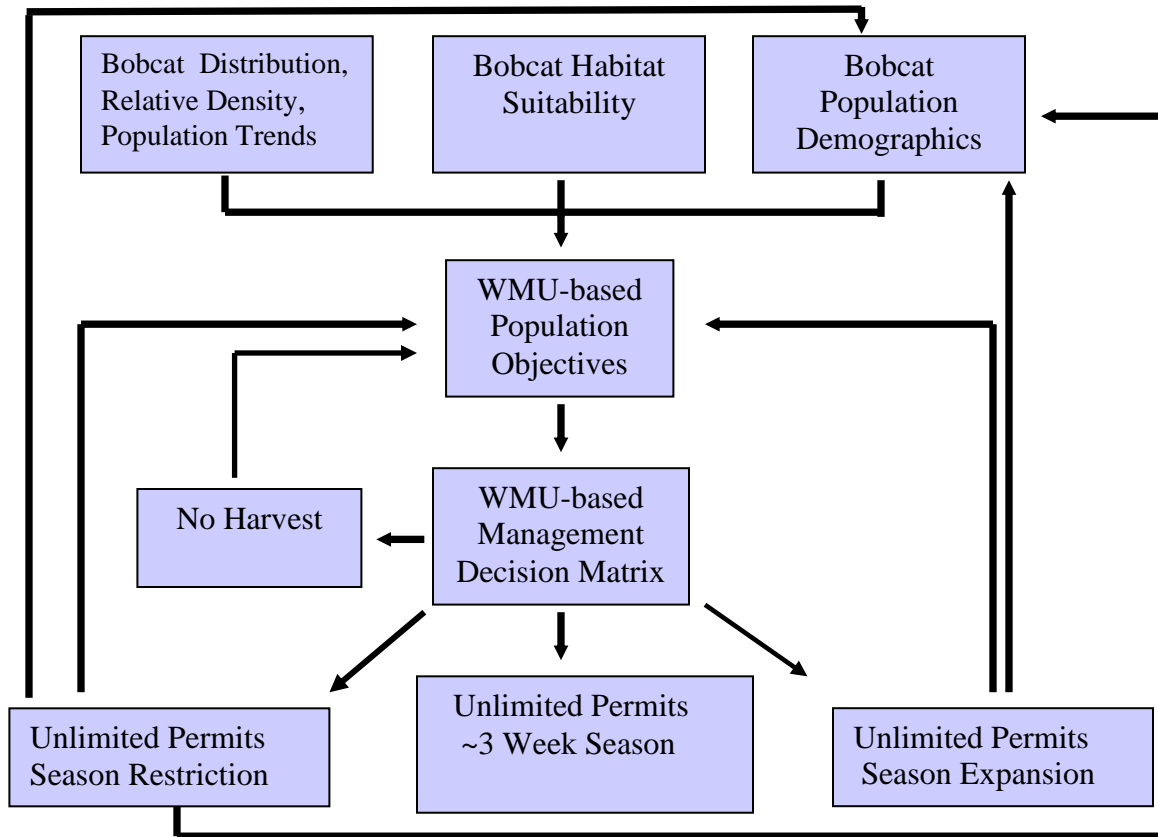 Bobcat Distribution,
Relative Density,
Population Trends
Bobcat Habitat
Suitability
Bobcat
Population
Demographics
WMU-based
Population
Objectives
No Harvest
WMU-based
Management
Decision Matrix
Unlimited Permits
Season Restriction
Unlimited Permits
~3 Week Season
Unlimited Permits
Season Expansion